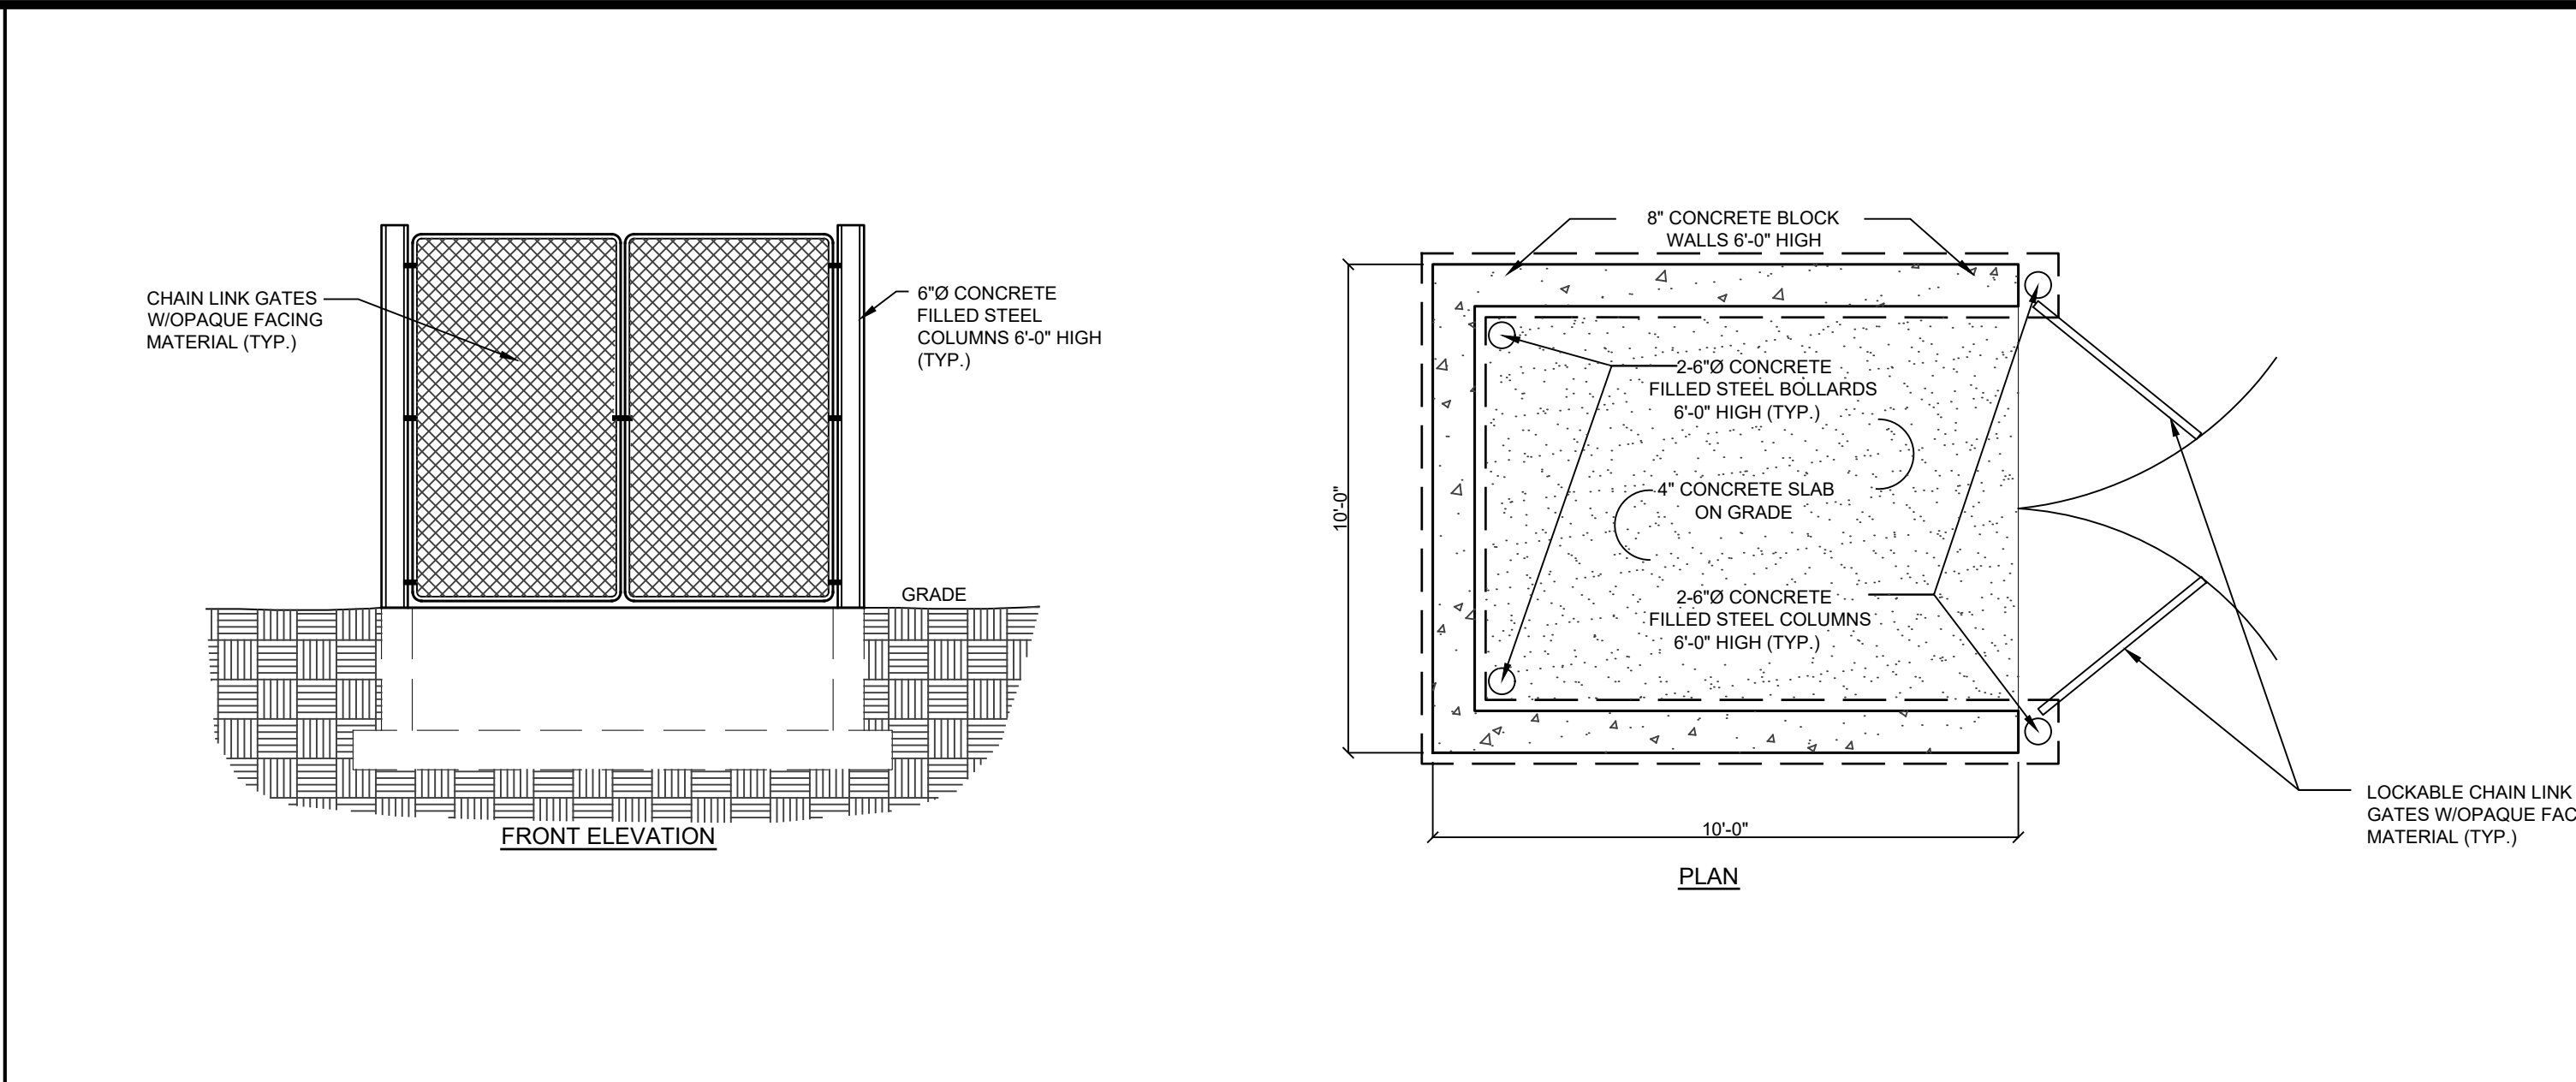 CHAIN LINK GATES
W/OPAQUE FACING
MATERIAL (TYP.)
6"Ø CONCRETE
FILLED STEEL
COLUMNS 6'-0" HIGH
(TYP.)
GRADE
FRONT ELEVATION
8" CONCRETE BLOCK
WALLS 6'-0" HIGH
10'-0"
2-6"Ø CONCRETE
FILLED STEEL BOLLARDS
6'-0" HIGH (TYP.)
4" CONCRETE SLAB
ON GRADE
2-6"Ø CONCRETE
FILLED STEEL COLUMNS
6'-0" HIGH (TYP.)
10'-0"
PLAN
LOCKABLE CHAIN LINK
GATES W/OPAQUE FAC
MATERIAL (TYP.)